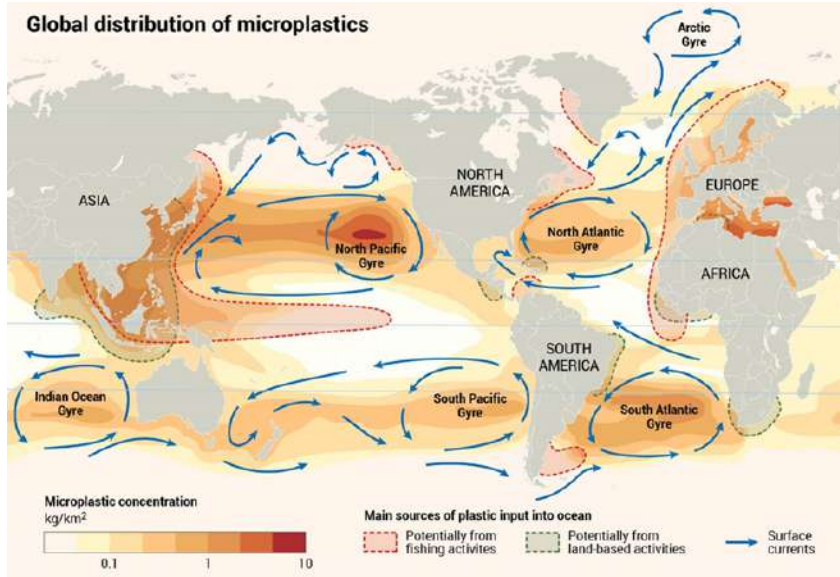 Global distribution of microplastics
Arctic
Gyre
ASIA
NORTH
AMERICA
EUROPE
North Pacific
Gyre
North Atlantic
Gyre
AFRICA
SOUTH
AMERICA
Indian Ocean
Gyre
South Pacific
Gyre
South Atlantic
Gyre
Microplastic concentration
kg/km²
0.1 1 10
Main sources of plastic input into ocean
Potentially from
fishing activites
Potentially from
land-based activities
Surface
currents